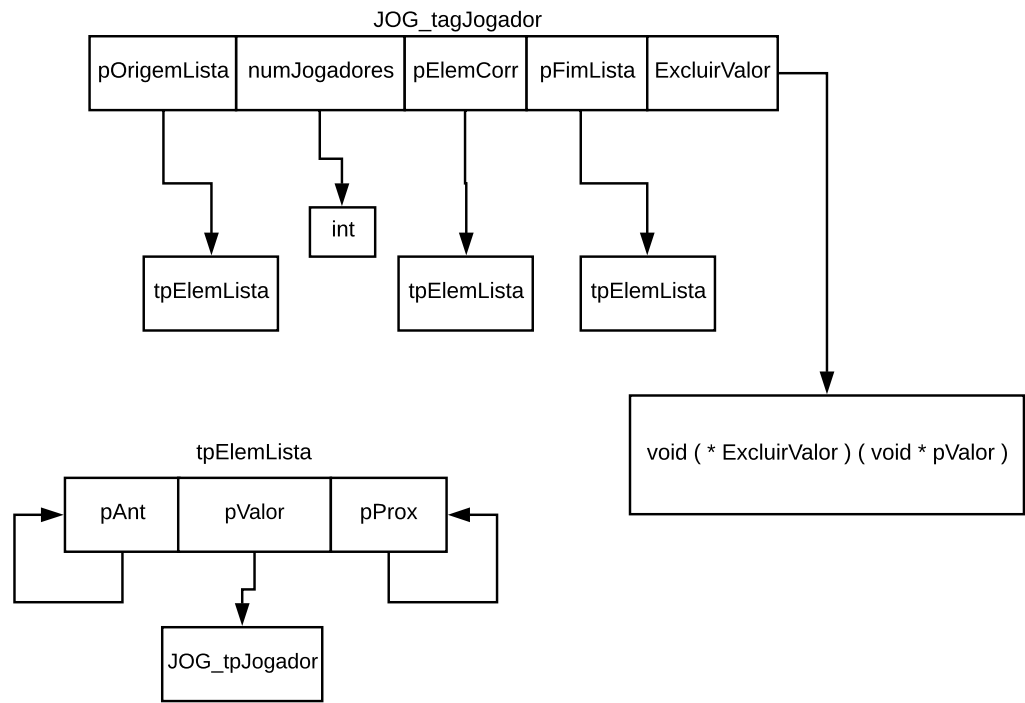 JOG_tagJogador
pOrigemLista numJogadores pElemCorr pFimLista ExcluirValor
int
tpElemLista tpElemLista tpElemLista
void ( * ExcluirValor ) ( void * pValor )
tpElemLista
pAnt pValor pProx
JOG_tpJogador